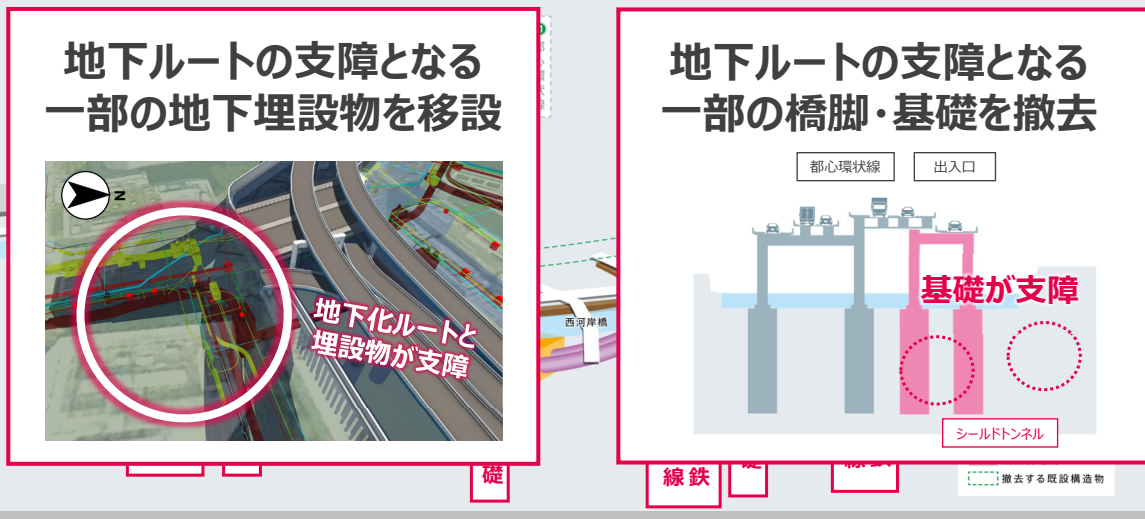 地下ルートの支障となる
一部の地下埋設物を移設
N
地下化ルートと
埋設物が支障
地下ルートの支障となる
一部の橋脚・基礎を撤去
都心環状線
出入口
基礎が支障
シールドトンネル
西河岸橋
礎
線 鉄
撤去する既設構造物